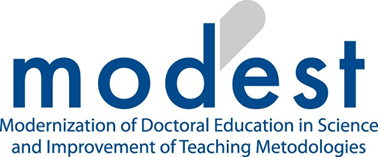 modest
Modernization of Doctoral Education in Science
and Improvement of Teaching Metodologies